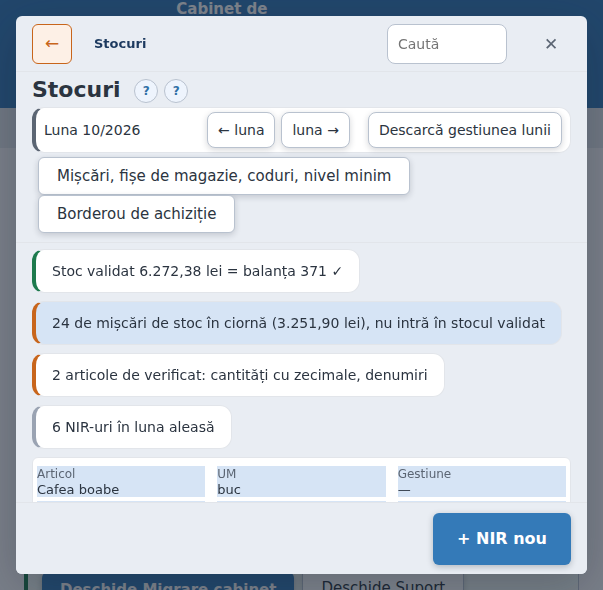 Cabinet de
←
Stocuri
Caută
✕
Stocuri ? ?
Luna 10/2026
← luna
luna →
Descarcă gestiunea lunii
Mișcări, fișe de magazie, coduri, nivel minim
Borderou de achiziție
Stoc validat 6.272,38 lei = balanța 371 ✓
24 de mișcări de stoc în ciornă (3.251,90 lei), nu intră în stocul validat
2 articole de verificat: cantități cu zecimale, denumiri
6 NIR-uri în luna aleasă
Articol UM Gestiune
Cafea boabe buc —
+ NIR nou
Deschide Migrare cabinet
Deschide Suport